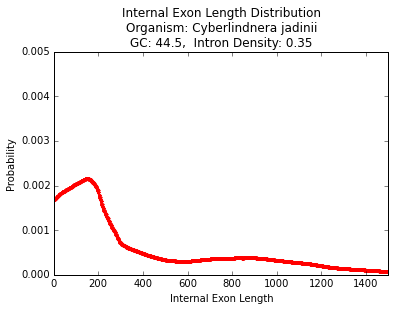 Internal Exon Length Distribution
Organism: Cyberlindnera jadinii
GC: 44.5,  Intron Density: 0.35
0.005
0.004
0.003
0.002
0.001
0.000
Probability
0 200 400 600 800 1000 1200 1400
Internal Exon Length